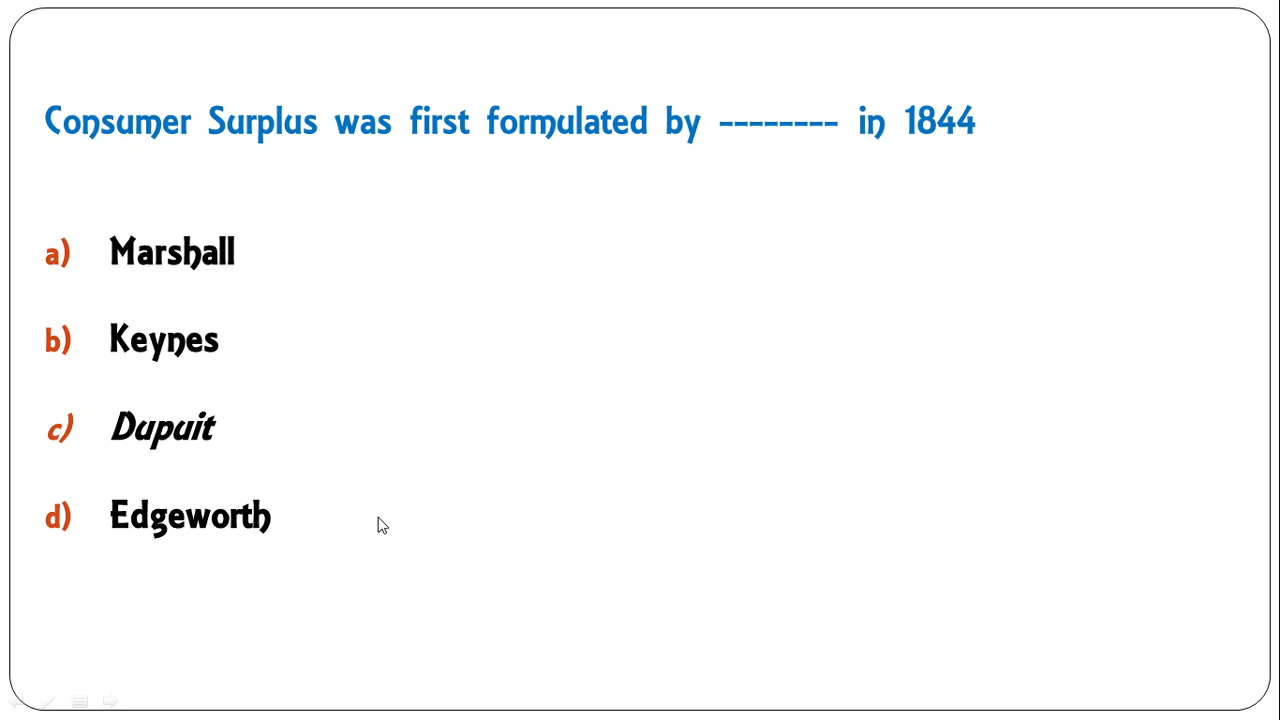 Consumer Surplus was first formulated by -------- in 1844
a) Marshall
b) Keynes
c) Dupuit
d) Edgeworth